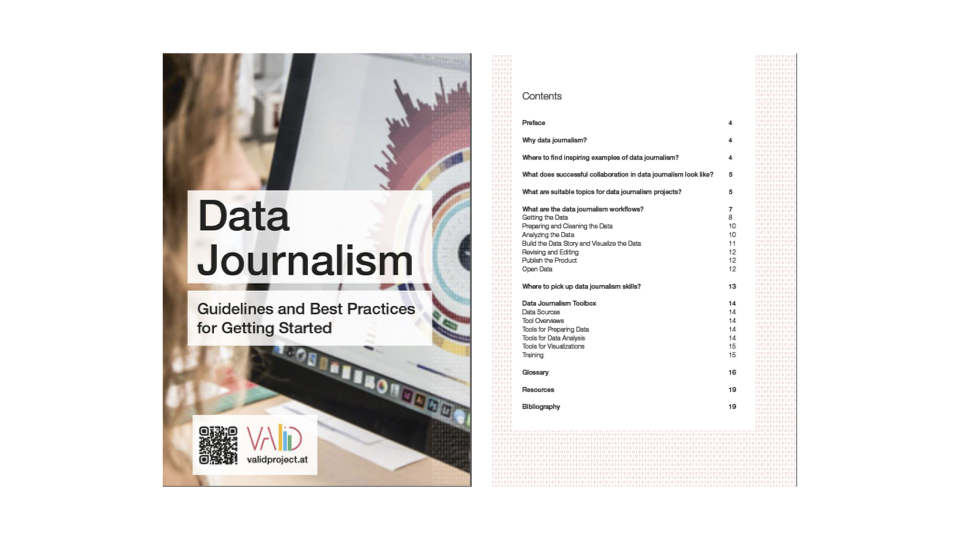 Data
Journalism
Guidelines and Best Practices
for Getting Started
VALiD
validproject.at
Contents
Preface 4
Why data journalism? 4
Where to find inspiring examples of data journalism? 4
What does successful collaboration in data journalism look like? 5
What are suitable topics for data journalism projects? 5
What are the data journalism workflows? 7
Getting the Data 8
Preparing and Cleaning the Data 10
Analyzing the Data 10
Build the Data Story and Visualize the Data 11
Revising and Editing 12
Publish the Product 12
Open Data 12
Where to pick up data journalism skills? 13
Data Journalism Toolbox 14
Data Sources 14
Tool Overviews 14
Tools for Preparing Data 14
Tools for Data Analysis 14
Tools for Visualizations 15
Training 15
Glossary 16
Resources 19
Bibliography 19